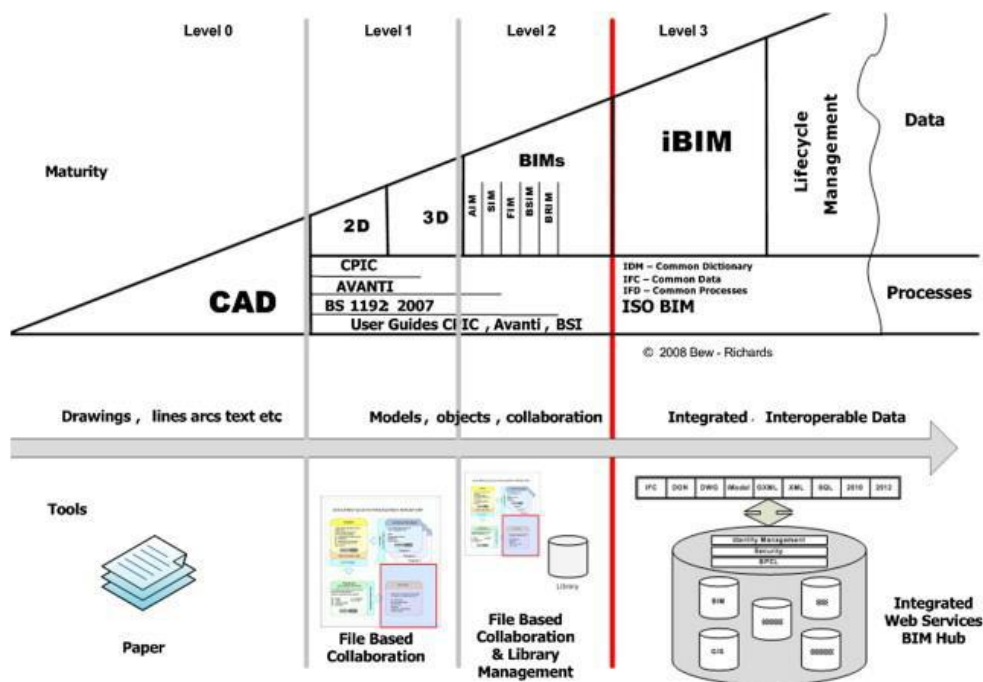 Level 0
Level 1
Level 2
Level 3
Maturity
CAD
2D
3D
BIMs
AIM
SIM
FIM
BSIM
BRIM
iBIM
Lifecycle
Management
Data
CPIC
AVANTI
BS 1192: 2007
User Guides CPIC , Avanti , BSI
IDM – Common Dictionary
IFC – Common Data
IFD – Common Processes
ISO BIM
Processes
© 2008 Bew - Richards
Drawings , lines arcs text etc
Models , objects , collaboration
Integrated , Interoperable Data
Tools
Paper
File Based
Collaboration
Library
File Based
Collaboration
& Library
Management
IFC
DGN
DWG
iModel
GXML
XML
SQL
2010
2012
Identity Management
Security
BIM
GIS
Integrated
Web Services
BIM Hub